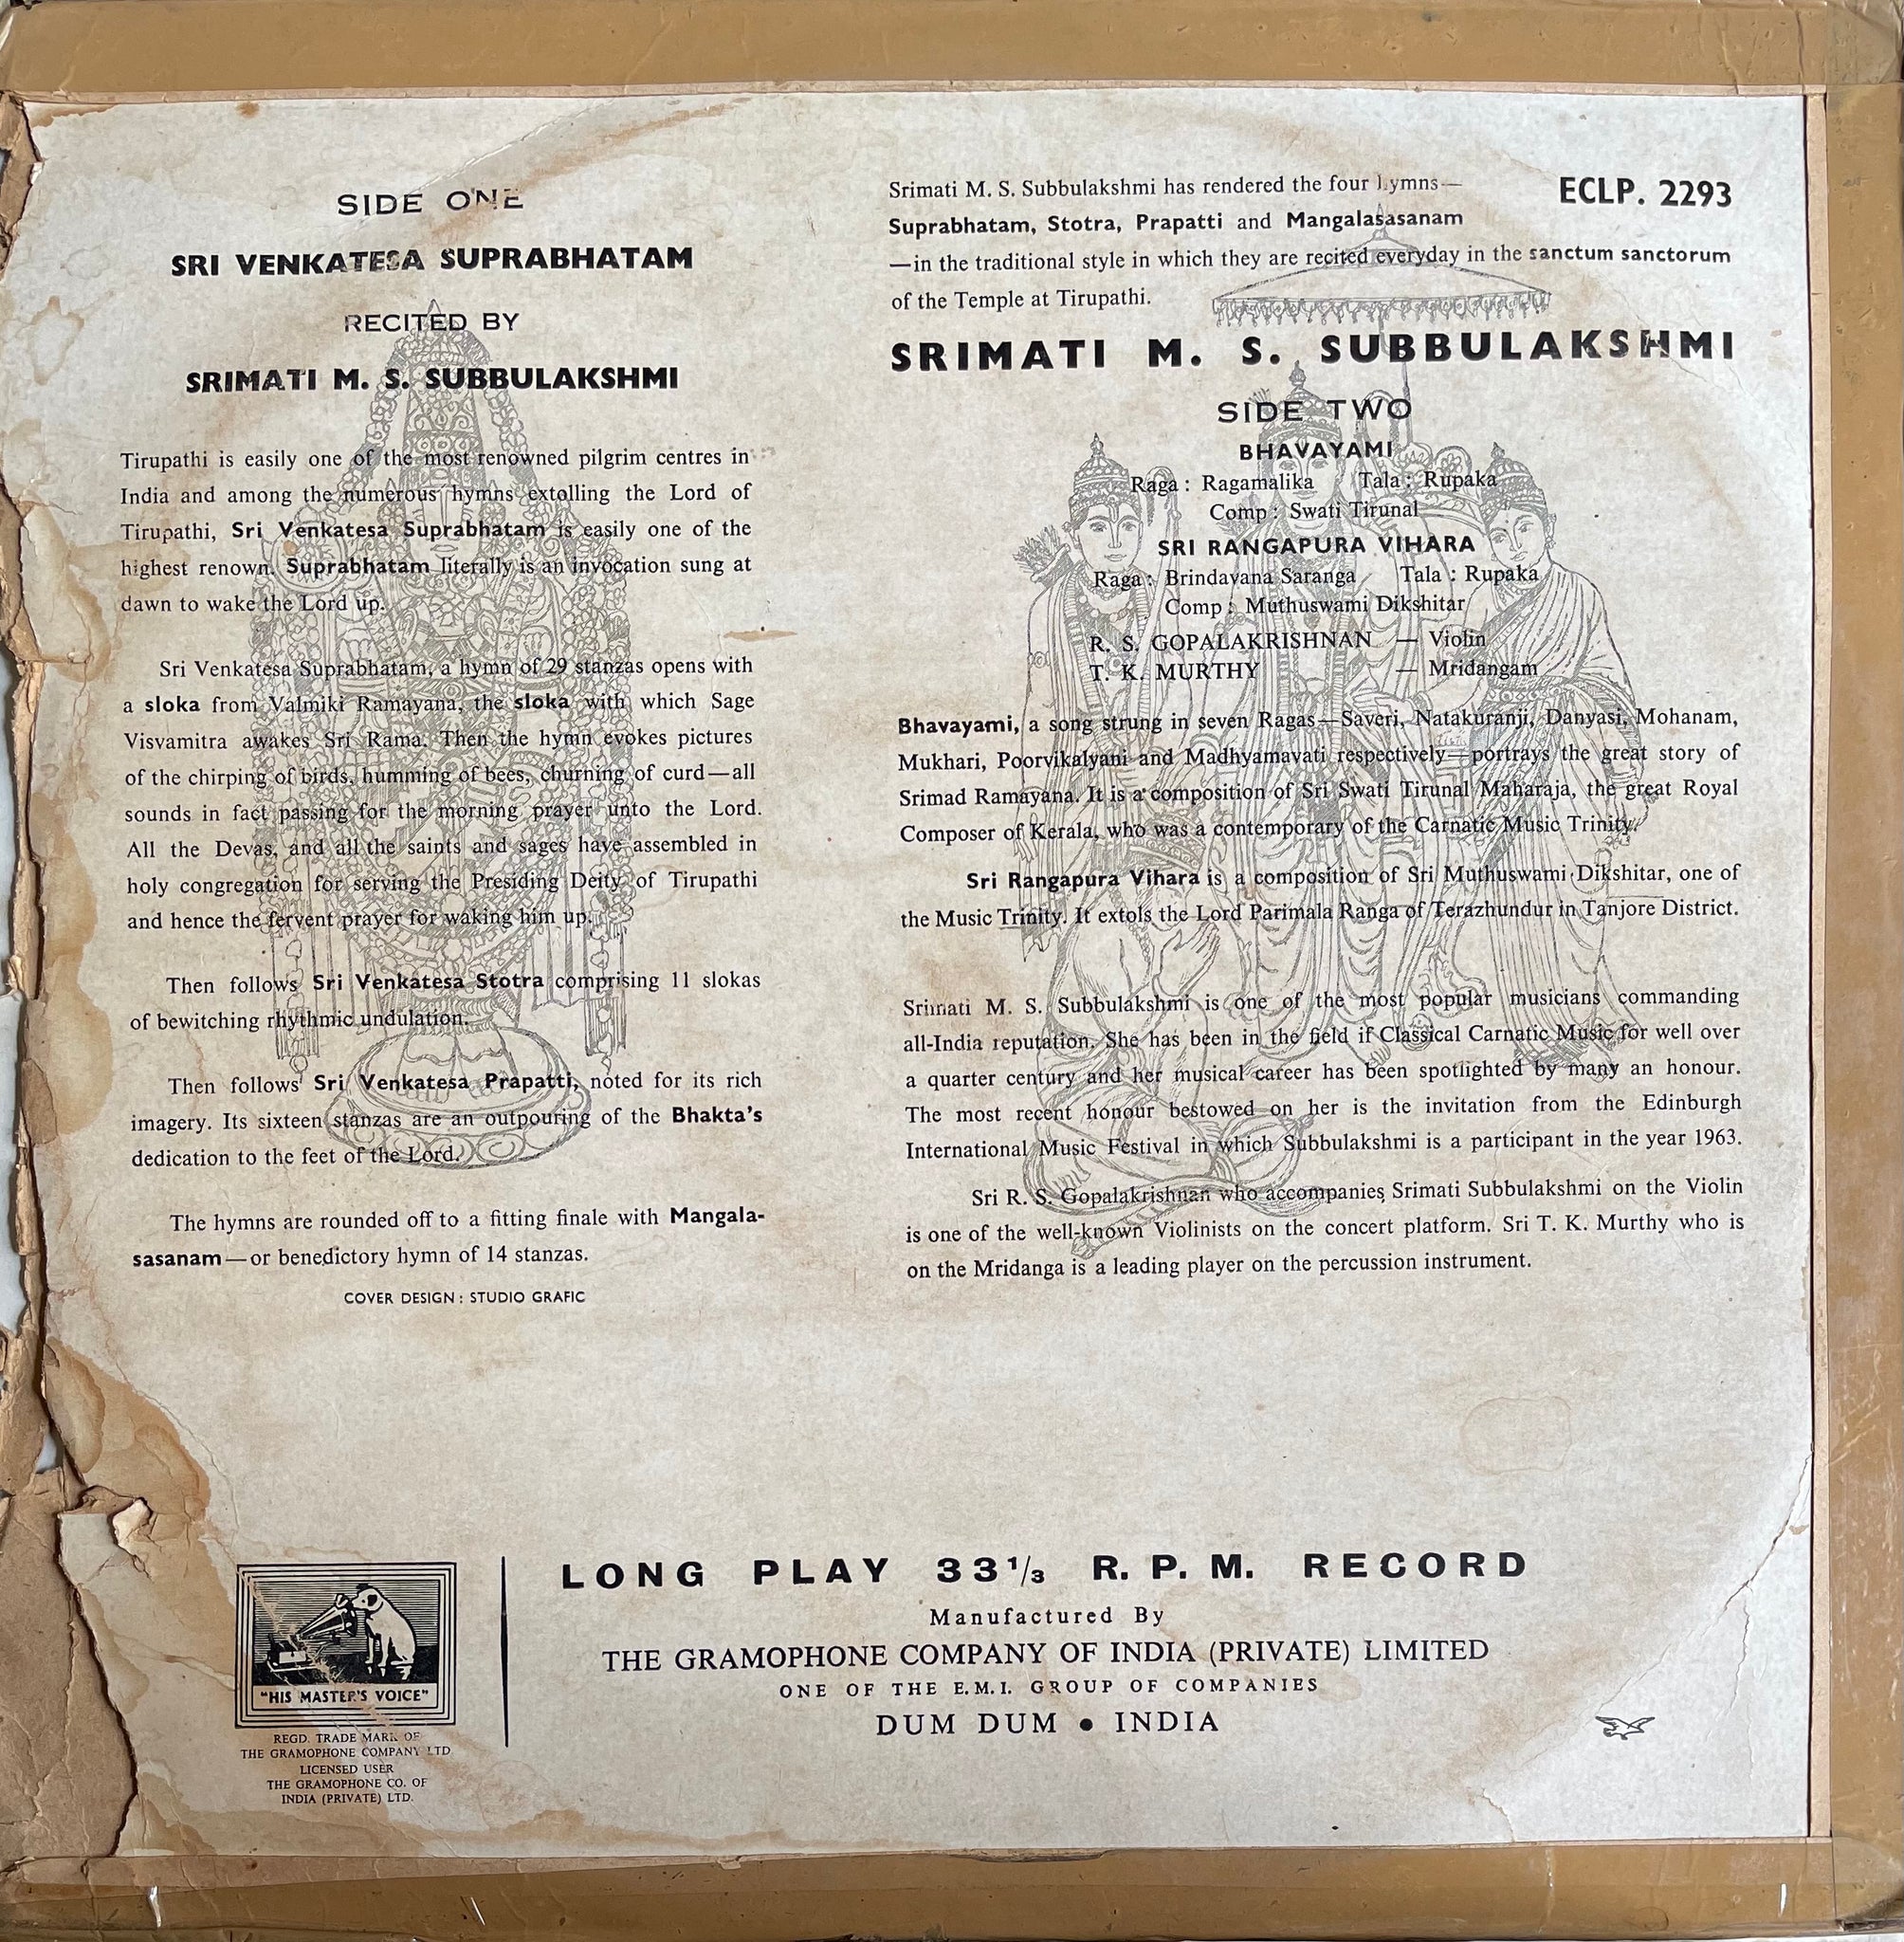 SIDE ONE
SRI VENKATESA SUPRABHATAM
RECITED BY
SRIMATI M. S. SUBBULAKSHMI
Tirupathi is easily one of the most renowned pilgrim centres in
India and among the numerous hymns extolling the Lord of
Tirupathi, Sri Venkatesa Suprabhatam is easily one of the
highest renown. Suprabhatam literally is an invocation sung at
dawn to wake the Lord up.
Sri Venkatesa Suprabhatam, a hymn of 29 stanzas opens with
a sloka from Valmiki Ramayana, the sloka with which Sage
Visvamitra awakes Sri Rama. Then the hymn evokes pictures
of the chirping of birds, humming of bees, churning of curd—all
sounds in fact passing for the morning prayer unto the Lord.
All the Devas, and all the saints and sages have assembled in
holy congregation for serving the Presiding Deity of Tirupathi
and hence the fervent prayer for waking him up.
Then follows Sri Venkatesa Stotra comprising 11 slokas
of bewitching rhythmic undulation.
Then follows Sri Venkatesa Prapatti, noted for its rich
imagery. Its sixteen stanzas are an outpouring of the Bhakta's
dedication to the feet of the Lord.
The hymns are rounded off to a fitting finale with Mangala-
sasanam—or benedictory hymn of 14 stanzas.
COVER DESIGN : STUDIO GRAFIC
ECLP. 2293
Srimati M. S. Subbulakshmi has rendered the four hymns—
Suprabhatam, Stotra, Prapatti and Mangalasasanam
—in the traditional style in which they are recited everyday in the sanctum sanctorum
of the Temple at Tirupathi.
SRIMATI M. S. SUBBULAKSHMI
SIDE TWO
BHAVAYAMI
Raga : Ragamalika Tala : Rupaka
Comp : Swati Tirunal
SRI RANGAPURA VIHARA
Raga : Brindavana Saranga Tala : Rupaka
Comp : Muthuswami Dikshitar
R. S. GOPALAKRISHNAN — Violin
T. K. MURTHY — Mridangam
Bhavayami, a song strung in seven Ragas—Saveri, Natakuranji, Danyasi, Mohanam,
Mukhari, Poorvikalyani and Madhyamavati respectively—portrays the great story of
Srimad Ramayana. It is a composition of Sri Swati Tirunal Maharaja, the great Royal
Composer of Kerala, who was a contemporary of the Carnatic Music Trinity.
Sri Rangapura Vihara is a composition of Sri Muthuswami Dikshitar, one of
the Music Trinity. It extols the Lord Parimala Ranga of Terazhundur in Tanjore District.
Srimati M. S. Subbulakshmi is one of the most popular musicians commanding
all-India reputation. She has been in the field if Classical Carnatic Music for well over
a quarter century and her musical career has been spotlighted by many an honour.
The most recent honour bestowed on her is the invitation from the Edinburgh
International Music Festival in which Subbulakshmi is a participant in the year 1963.
Sri R. S. Gopalakrishnan who accompanies Srimati Subbulakshmi on the Violin
is one of the well-known Violinists on the concert platform. Sri T. K. Murthy who is
on the Mridanga is a leading player on the percussion instrument.
"HIS MASTER'S VOICE"
REGD. TRADE MARK OF
THE GRAMOPHONE COMPANY LTD
LICENSED USER
THE GRAMOPHONE CO. OF
INDIA (PRIVATE) LTD.
LONG PLAY 33 1/3 R. P. M. RECORD
Manufactured By
THE GRAMOPHONE COMPANY OF INDIA (PRIVATE) LIMITED
ONE OF THE E.M.I. GROUP OF COMPANIES
DUM DUM ● INDIA